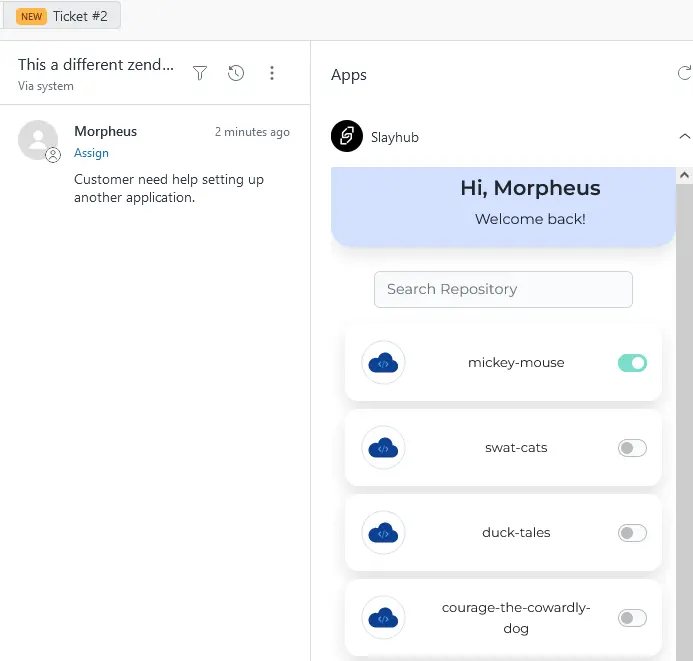 NEW Ticket #2
This a different zend...
Via system
Morpheus
2 minutes ago
Assign
Customer need help setting up
another application.
Apps
Slayhub
Hi, Morpheus
Welcome back!
Search Repository
mickey-mouse
swat-cats
duck-tales
courage-the-cowardly-
dog